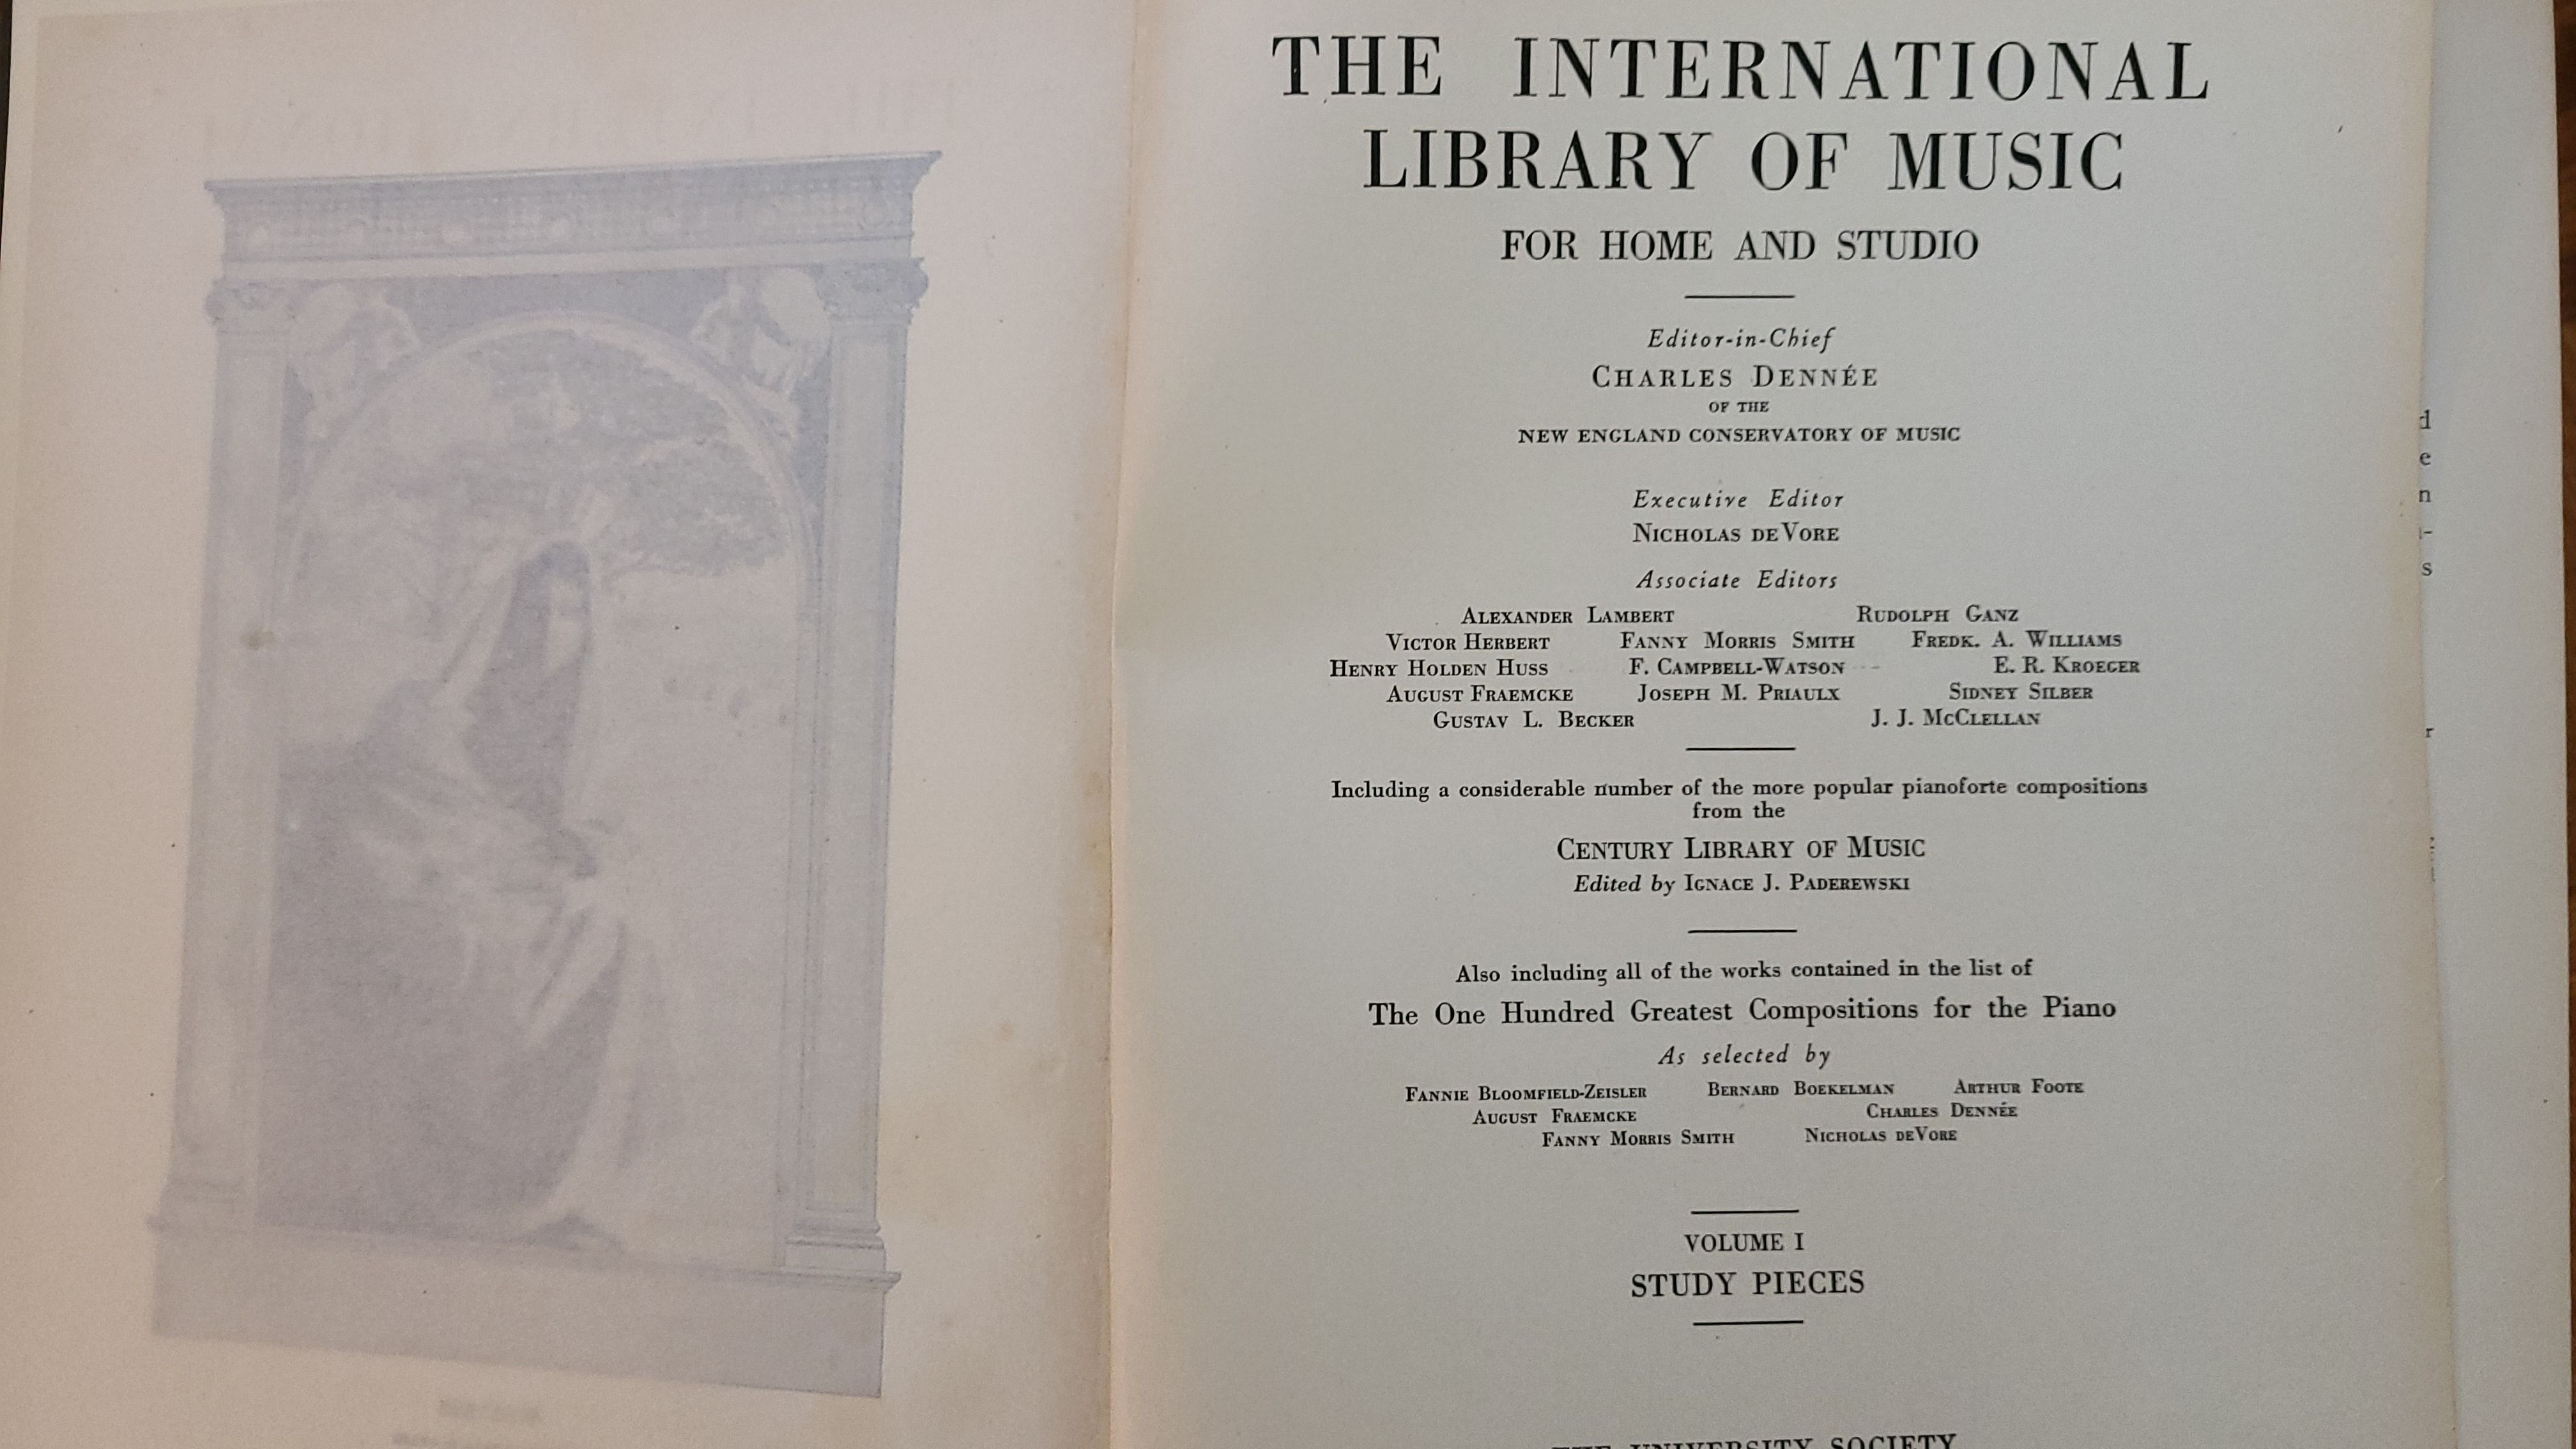 THE INTERNATIONAL
LIBRARY OF MUSIC
FOR HOME AND STUDIO
Editor-in-Chief
CHARLES DENNÉE
OF THE
NEW ENGLAND CONSERVATORY OF MUSIC
Executive Editor
NICHOLAS DEVORE
Associate Editors
ALEXANDER LAMBERT RUDOLPH GANZ
VICTOR HERBERT FANNY MORRIS SMITH FREDK. A. WILLIAMS
HENRY HOLDEN HUSS F. CAMPBELL-WATSON E. R. KROEGER
AUGUST FRAEMCKE JOSEPH M. PRIAULX SIDNEY SILBER
GUSTAV L. BECKER J. J. MCCLELLAN
Including a considerable number of the more popular pianoforte compositions
from the
CENTURY LIBRARY OF MUSIC
Edited by IGNACE J. PADEREWSKI
Also including all of the works contained in the list of
The One Hundred Greatest Compositions for the Piano
As selected by
FANNIE BLOOMFIELD-ZEISLER BERNARD BOEKELMAN ARTHUR FOOTE
AUGUST FRAEMCKE CHARLES DENNÉE
FANNY MORRIS SMITH NICHOLAS DEVORE
VOLUME I
STUDY PIECES
THE UNIVERSITY SOCIETY